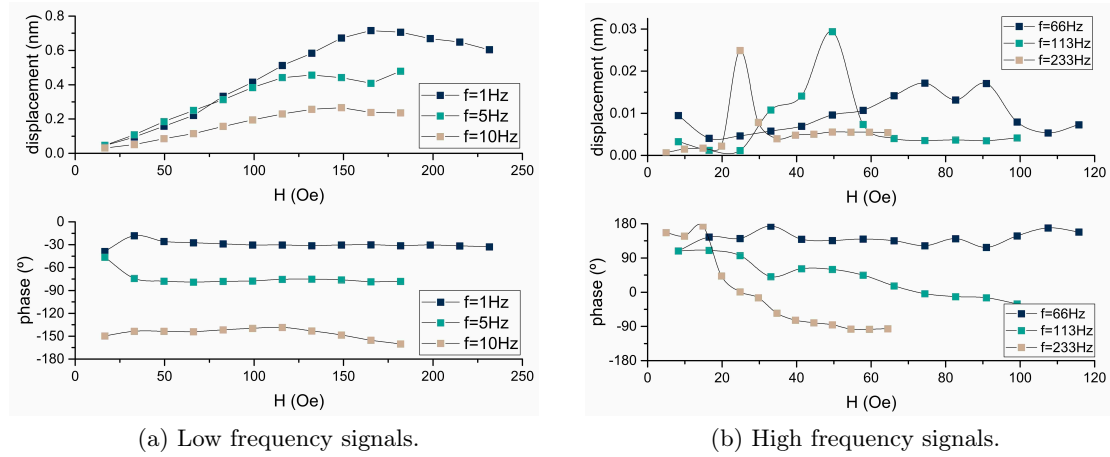 0.8
0.6
0.4
0.2
0.0
displacement (nm)
0 50 100 150 200 250
H (Oe)
f=1Hz
f=5Hz
f=10Hz
0
-30
-60
-90
-120
-150
-180
phase (º)
0 50 100 150 200 250
H (Oe)
f=1Hz
f=5Hz
f=10Hz
(a) Low frequency signals.
0.03
0.02
0.01
0.00
displacement (nm)
0 20 40 60 80 100 120
H (Oe)
f=66Hz
f=113Hz
f=233Hz
180
90
0
-90
-180
phase (º)
0 20 40 60 80 100 120
H (Oe)
f=66Hz
f=113Hz
f=233Hz
(b) High frequency signals.